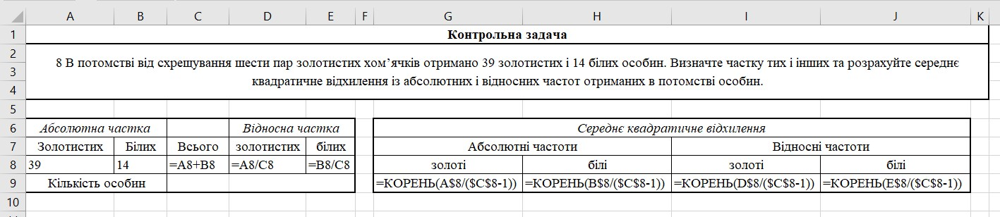 A B C D E F G H I J K
1 Контрольна задача
2 8 В потомстві від схрещування шести пар золотистих хом’ячків отримано 39 золотистих і 14 білих особин. Визначте частку тих і інших та розрахуйте середнє
3
4 квадратичне відхилення із абсолютних і відносних частот отриманих в потомстві особин.
5
6 Абсолютна частка Відносна частка Середнє квадратичне відхилення
7 Золотистих Білих Всього золотистих білих Абсолютні частоти Відносні частоти
8 39 14 =A8+B8 =A8/C8 =B8/C8 золоті білі золоті білі
9 Кількість особин =КОРЕНЬ(A$8/($C$8-1)) =КОРЕНЬ(B$8/($C$8-1)) =КОРЕНЬ(D$8/($C$8-1)) =КОРЕНЬ(E$8/($C$8-1))
10